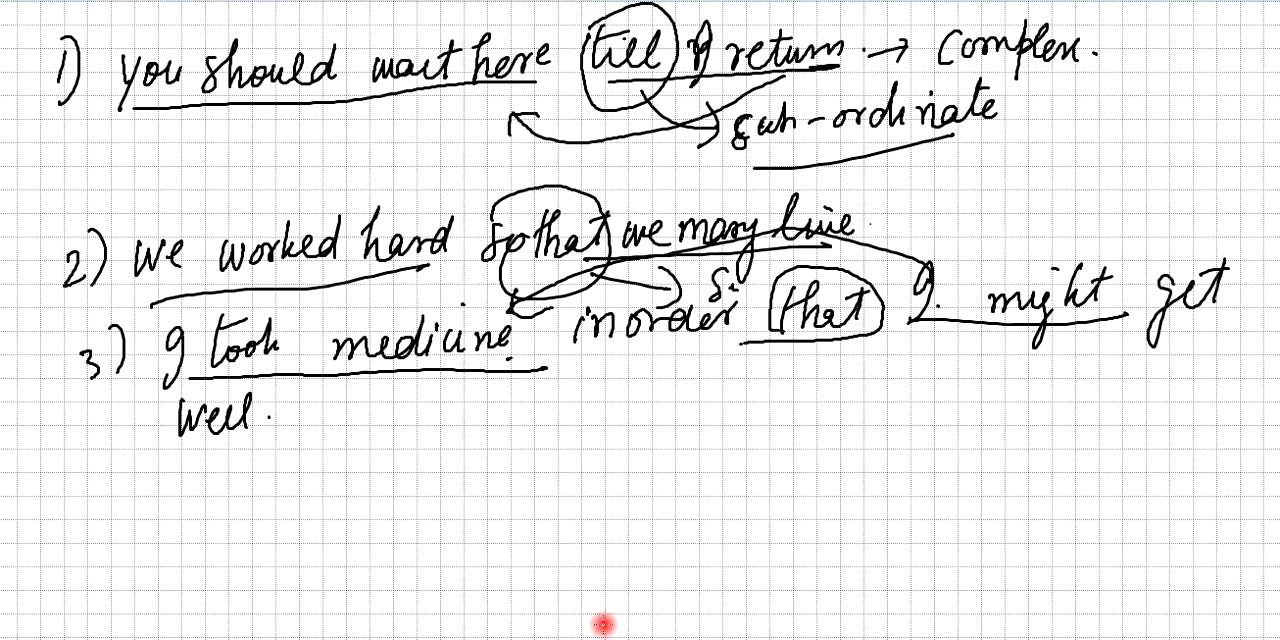 1) you should wait here till I return. → Complex.
sub-ordinate
2) we worked hard so that we many live.
S.
3) I took medicine in order that I might get
well.